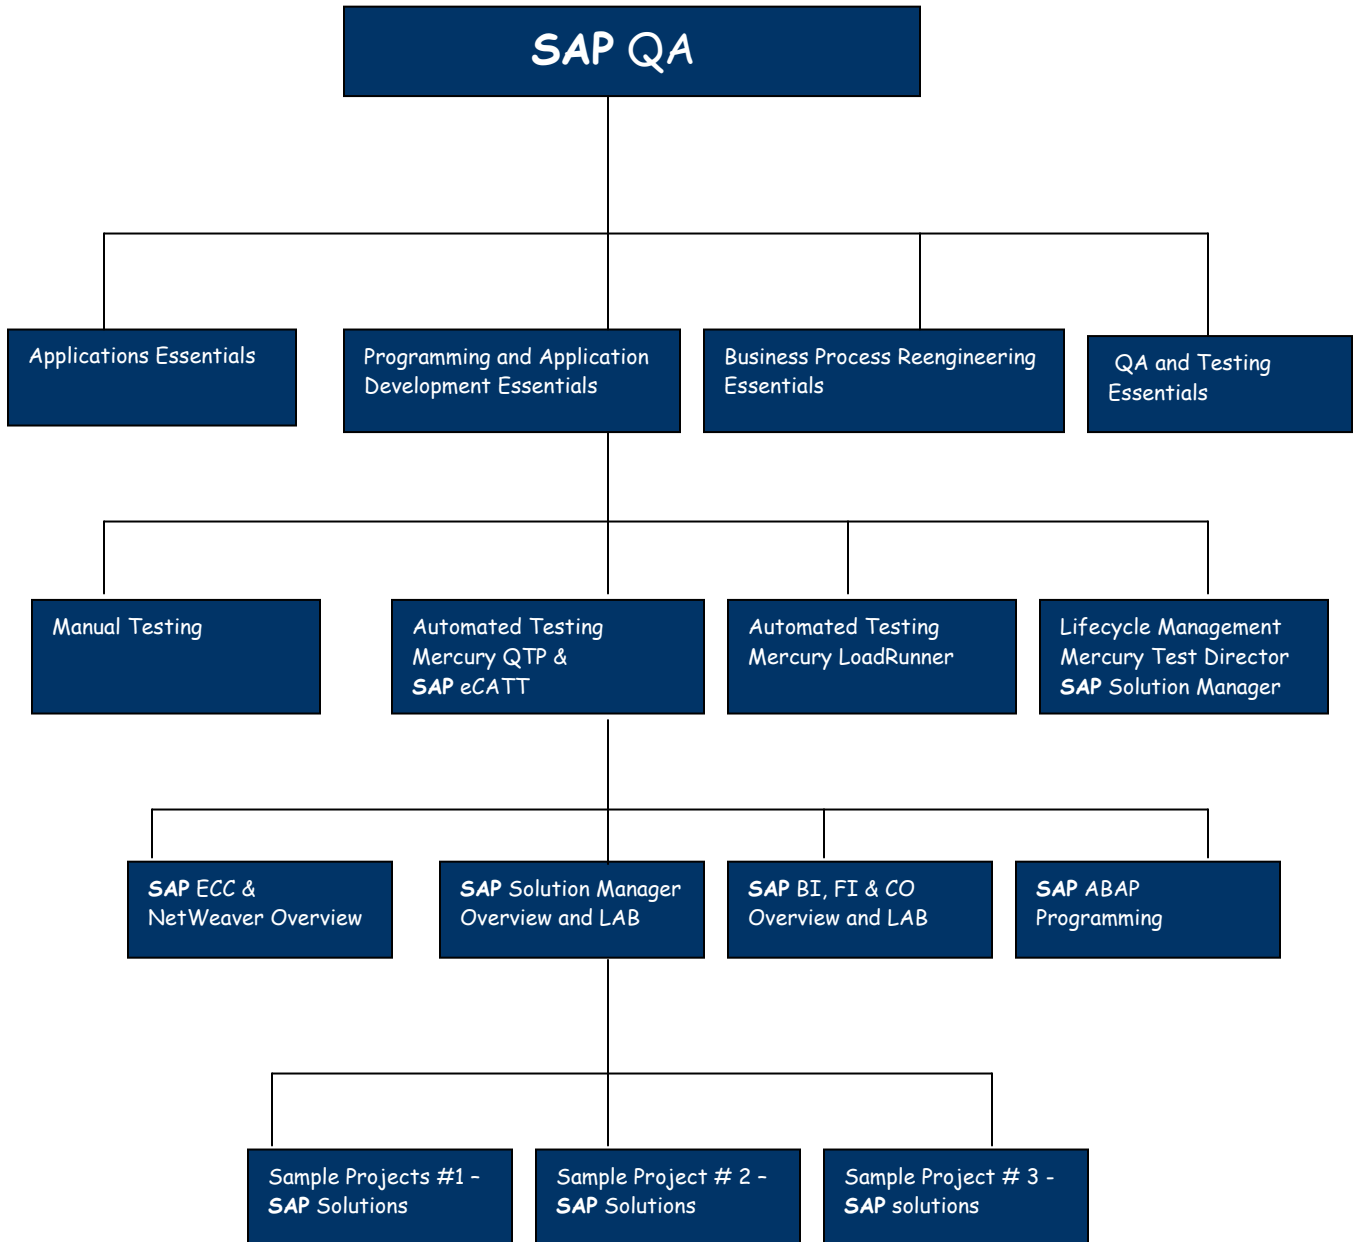 SAP QA
Applications Essentials
Programming and Application
Development Essentials
Business Process Reengineering
Essentials
QA and Testing
Essentials
Manual Testing
Automated Testing
Mercury QTP &
SAP eCATT
Automated Testing
Mercury LoadRunner
Lifecycle Management
Mercury Test Director
SAP Solution Manager
SAP ECC &
NetWeaver Overview
SAP Solution Manager
Overview and LAB
SAP BI, FI & CO
Overview and LAB
SAP ABAP
Programming
Sample Projects #1 –
SAP Solutions
Sample Project # 2 –
SAP Solutions
Sample Project # 3 -
SAP solutions